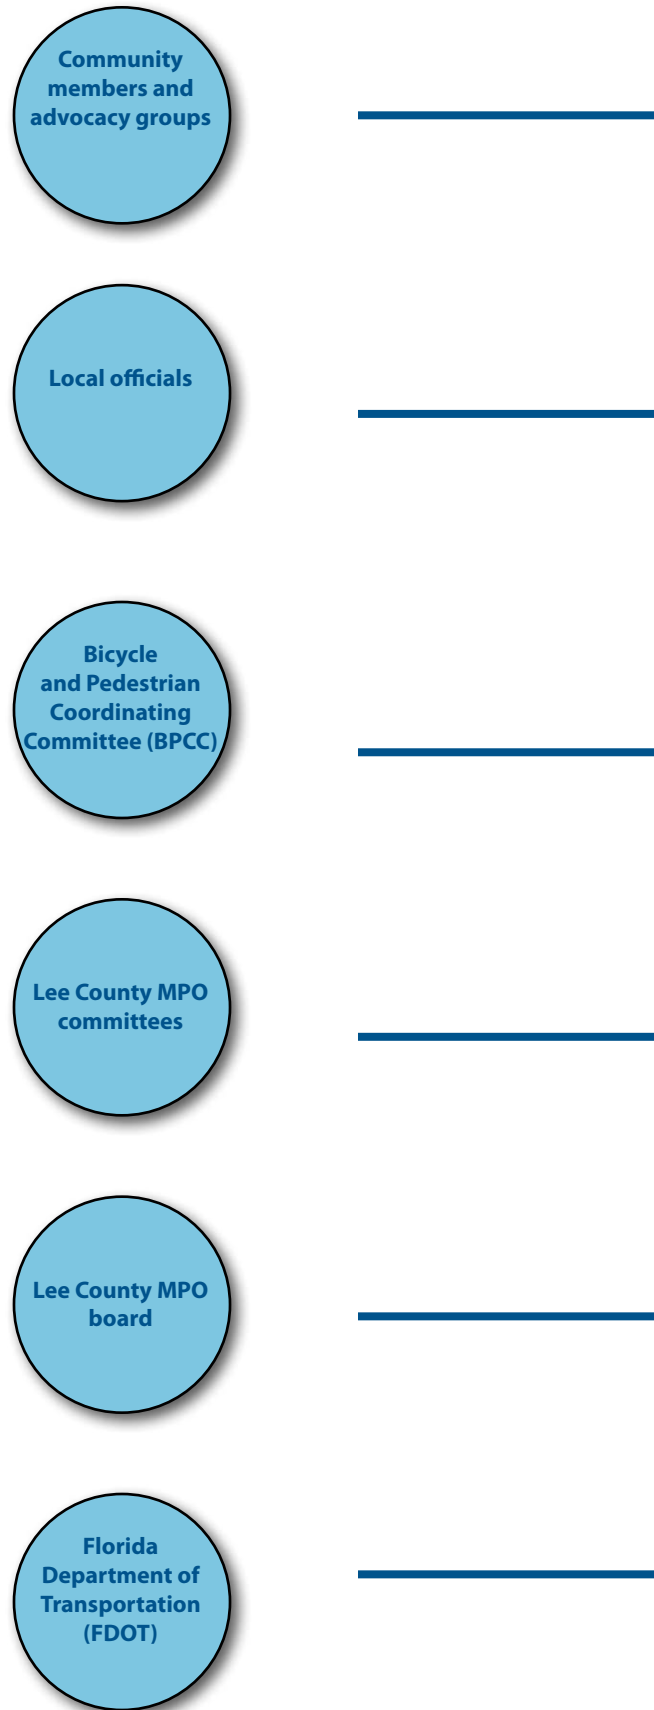 Community
members and
advocacy groups
Local officials
Bicycle
and Pedestrian
Coordinating
Committee (BPCC)
Lee County MPO
committees
Lee County MPO
board
Florida
Department of
Transportation
(FDOT)